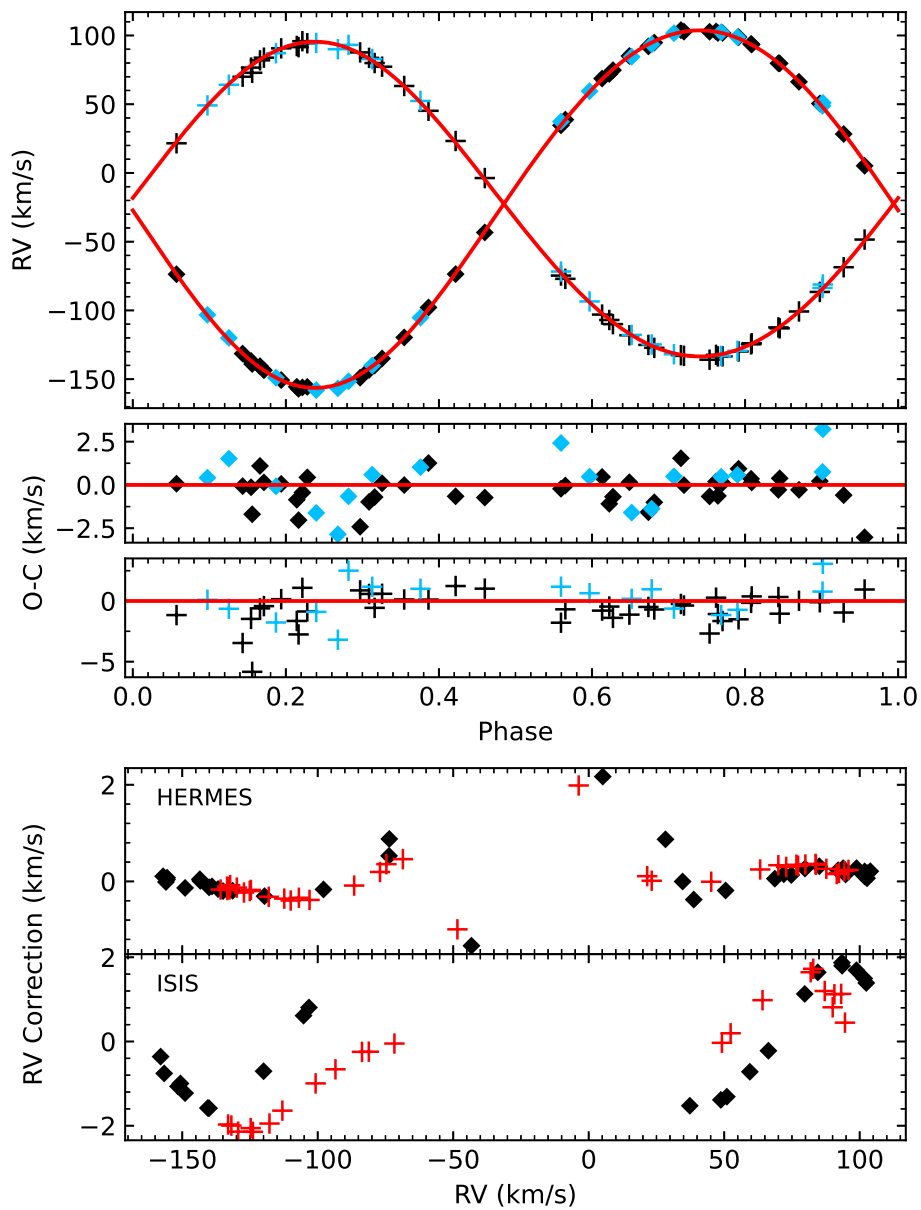 100
50
0
−50
−100
−150
RV (km/s)
2.5
0.0
−2.5
0
−5
O-C (km/s)
0.0 0.2 0.4 0.6 0.8 1.0
Phase
HERMES
2
0
ISIS
2
0
−2
RV Correction (km/s)
−150 −100 −50 0 50 100
RV (km/s)